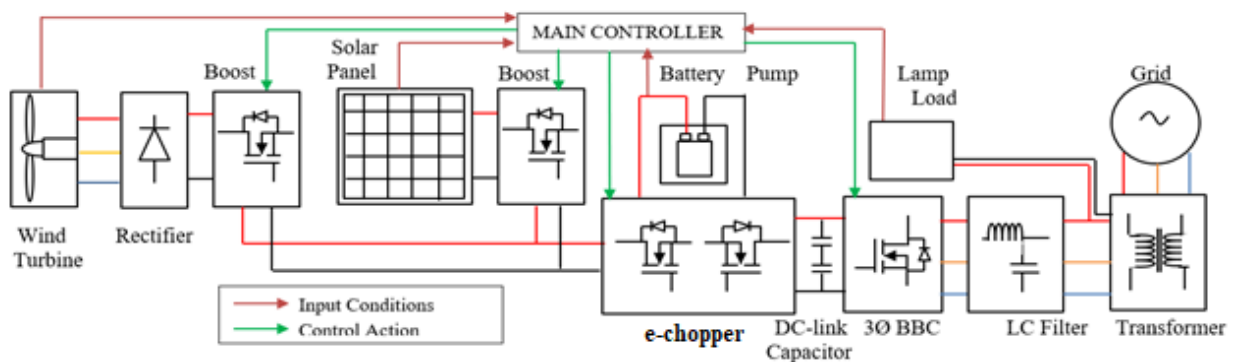 MAIN CONTROLLER
Solar
Panel
Boost
Boost
Battery
Pump
Lamp
Load
Grid
Wind
Turbine
Rectifier
Input Conditions
Control Action
e-chopper
DC-link
Capacitor
3Ø BBC
LC Filter
Transformer